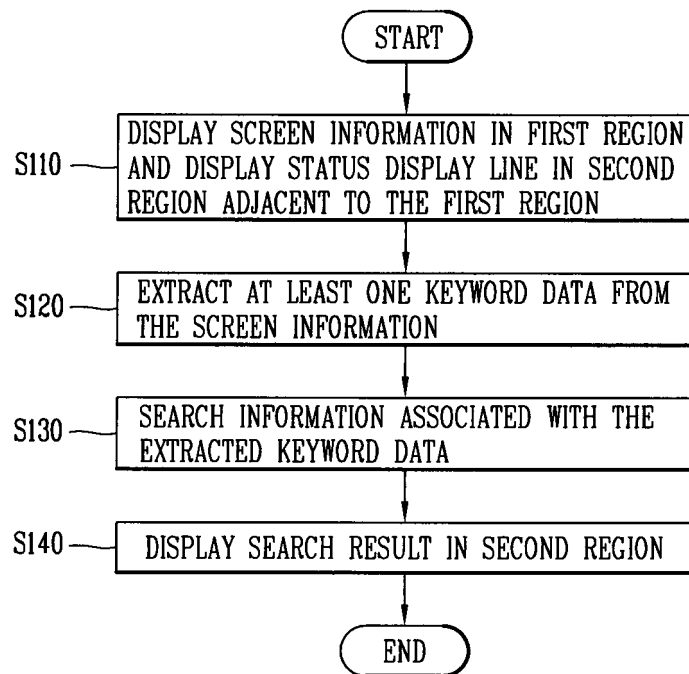 START
S110
DISPLAY SCREEN INFORMATION IN FIRST REGION
AND DISPLAY STATUS DISPLAY LINE IN SECOND
REGION ADJACENT TO THE FIRST REGION
S120
EXTRACT AT LEAST ONE KEYWORD DATA FROM
THE SCREEN INFORMATION
S130
SEARCH INFORMATION ASSOCIATED WITH THE
EXTRACTED KEYWORD DATA
S140
DISPLAY SEARCH RESULT IN SECOND REGION
END